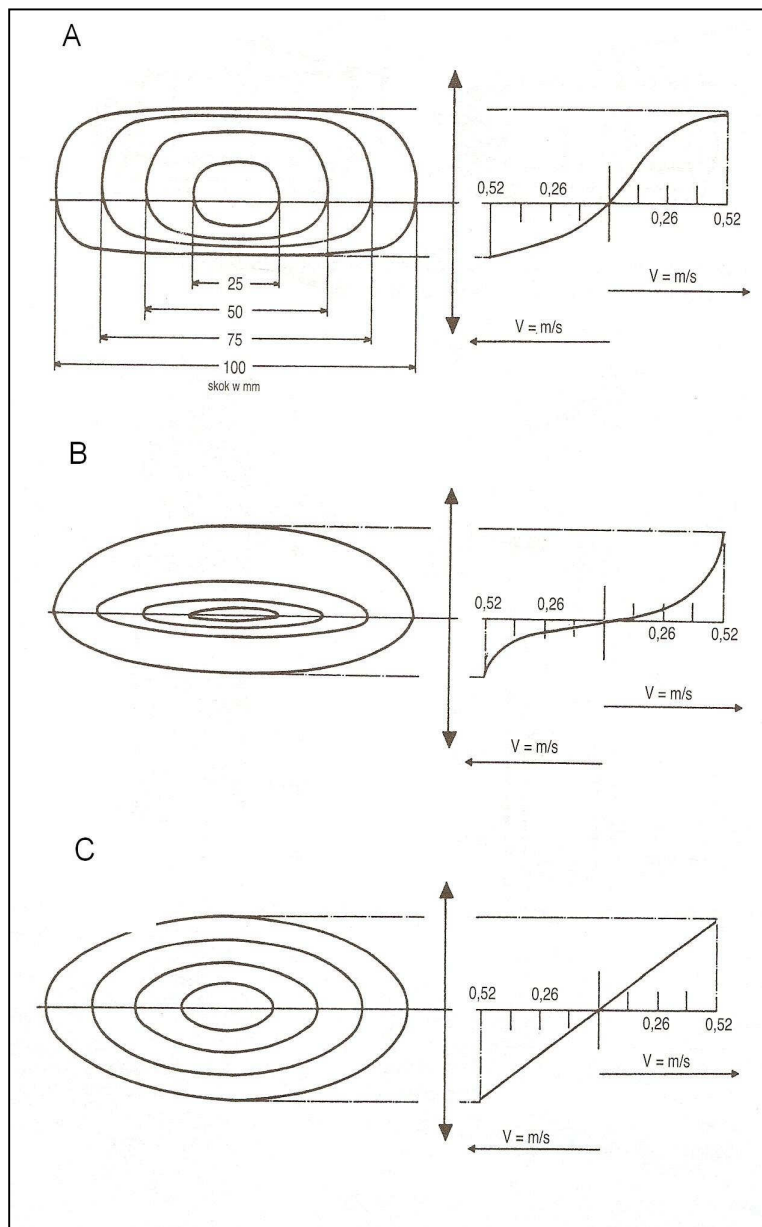 A
0,52
0,26
0,26
0,52
25
V = m/s
50
V = m/s
75
100
skok w mm
B
0,52
0,26
0,26
0,52
V = m/s
V = m/s
C
0,52
0,26
0,26
0,52
V = m/s
V = m/s